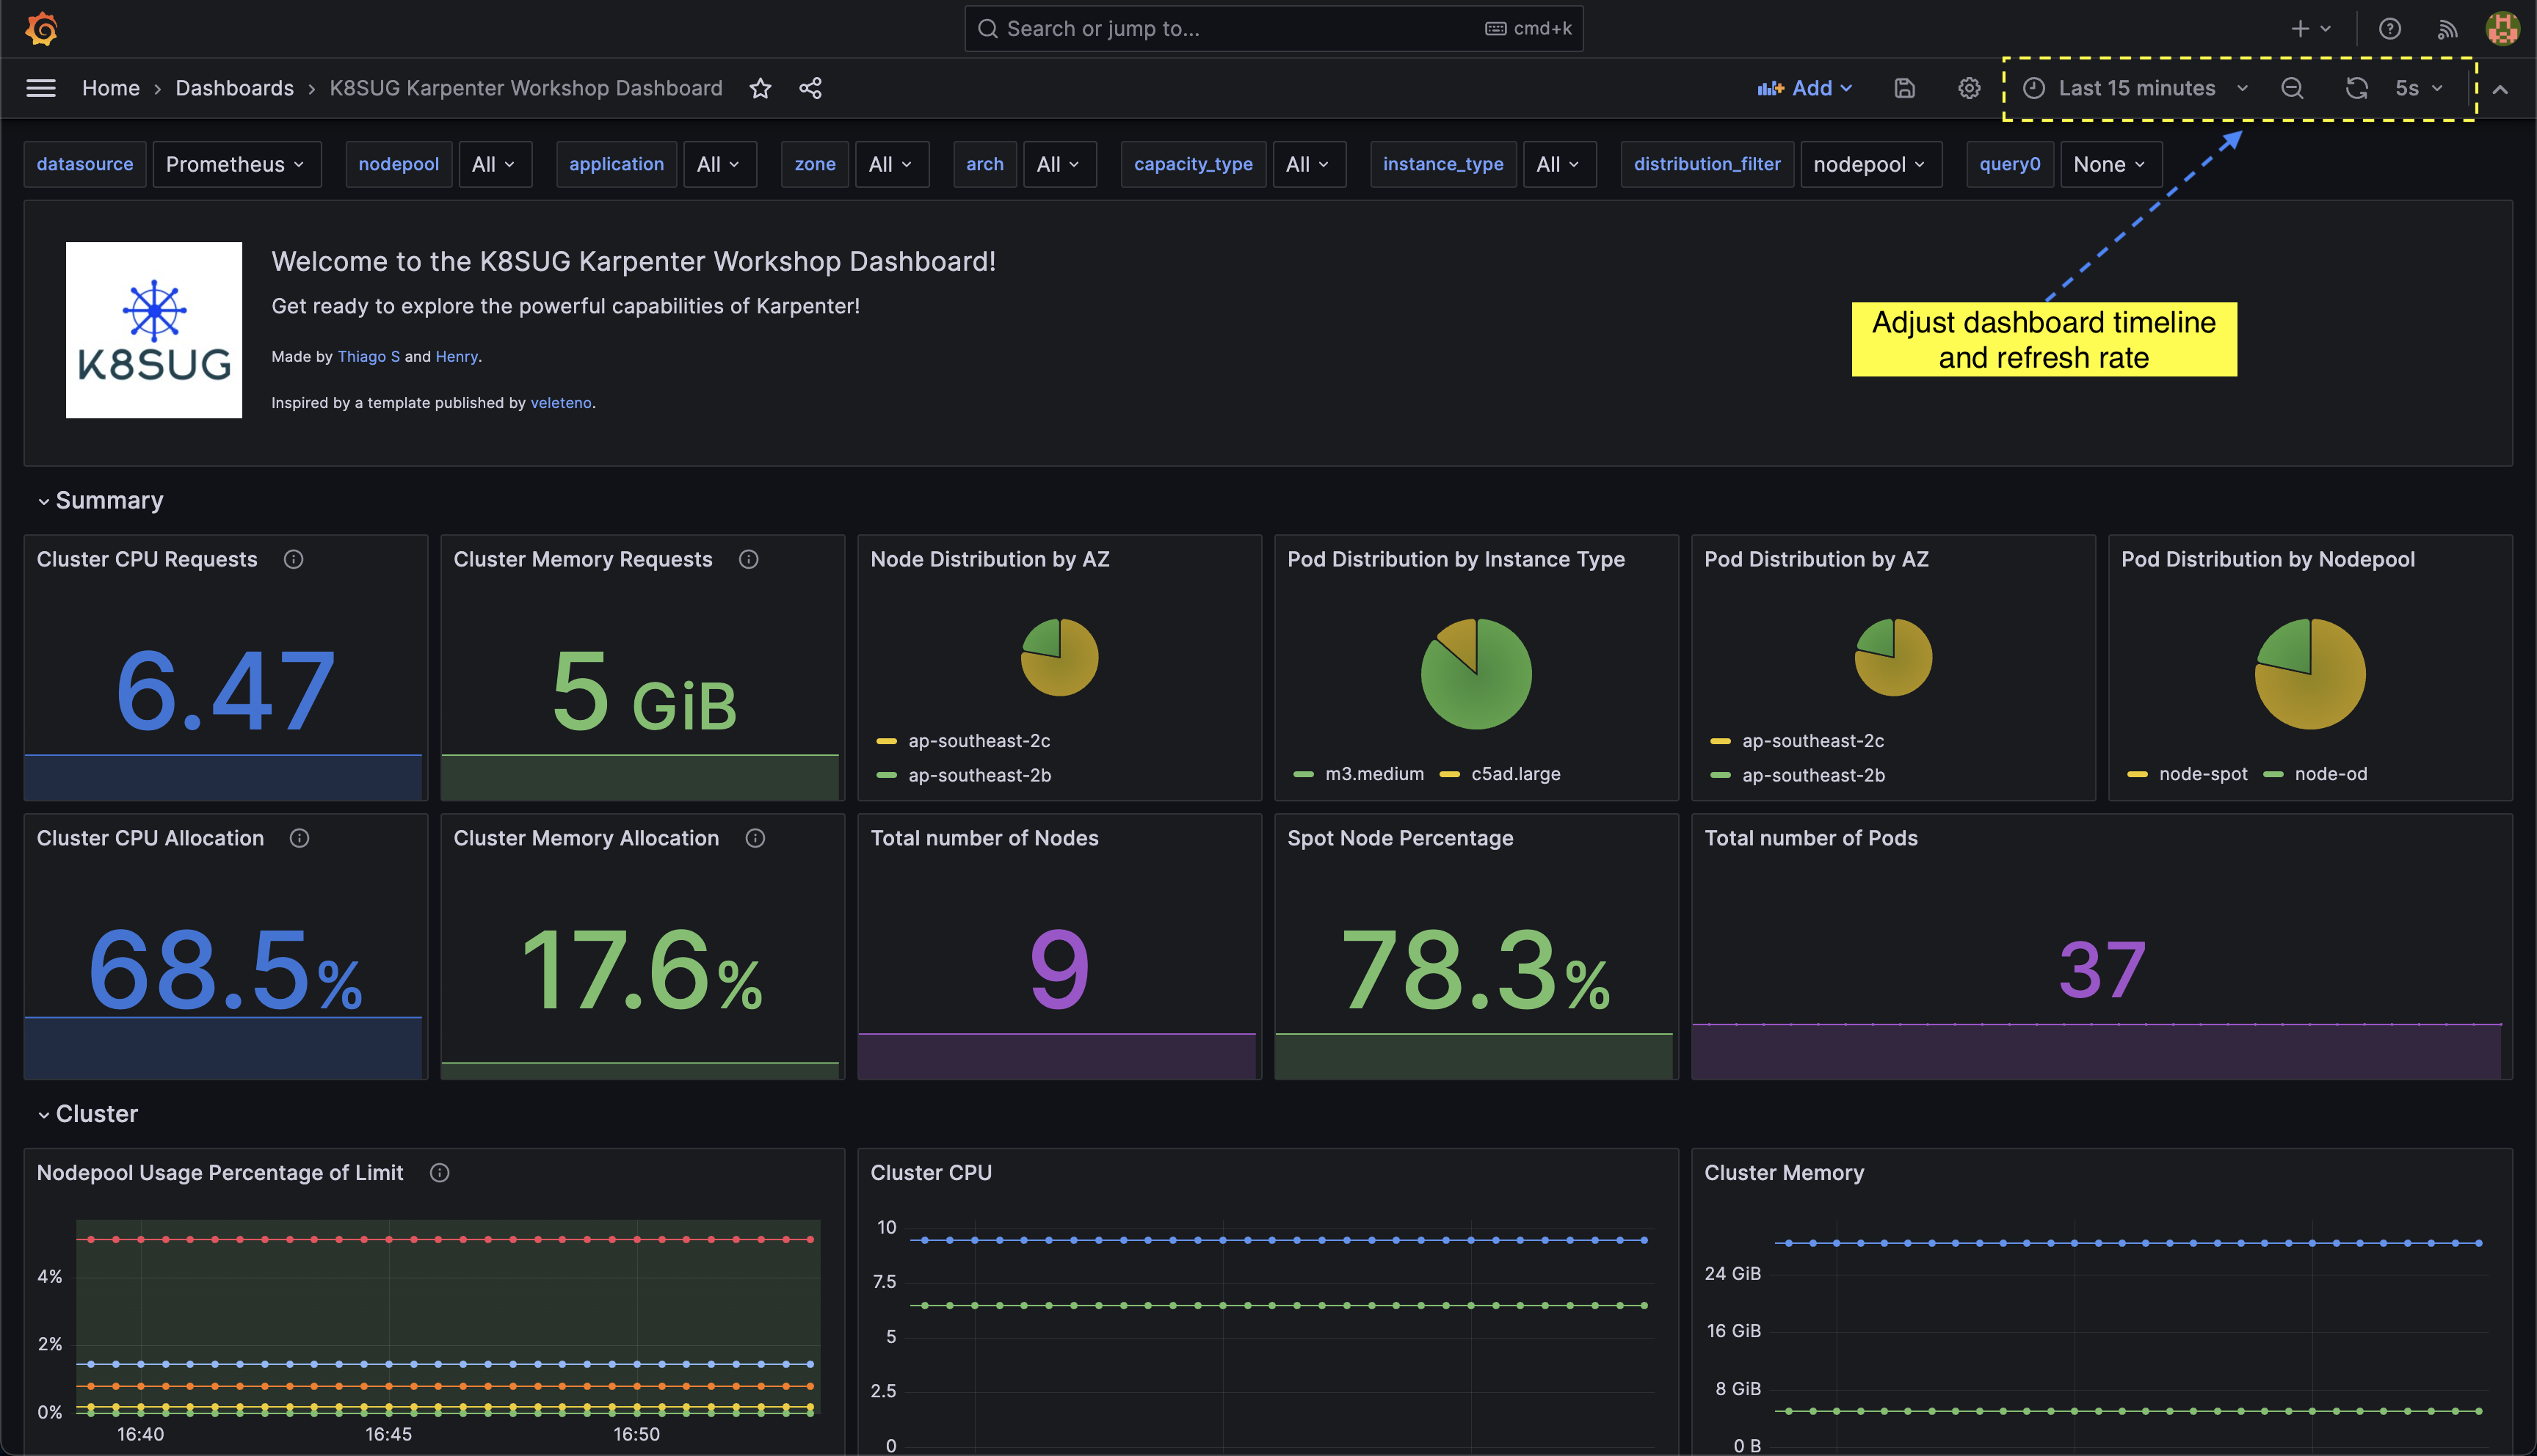 Search or jump to... cmd+k
Home › Dashboards › K8SUG Karpenter Workshop Dashboard Add Last 15 minutes 5s
datasource Prometheus nodepool All application All zone All arch All capacity_type All instance_type All distribution_filter nodepool query0 None
Adjust dashboard timeline
and refresh rate
K8SUG
Welcome to the K8SUG Karpenter Workshop Dashboard!
Get ready to explore the powerful capabilities of Karpenter!
Made by Thiago S and Henry.
Inspired by a template published by veleteno.
Summary
Cluster CPU Requests
6.47
Cluster Memory Requests
5 GiB
Node Distribution by AZ
ap-southeast-2c
ap-southeast-2b
Pod Distribution by Instance Type
m3.medium c5ad.large
Pod Distribution by AZ
ap-southeast-2c
ap-southeast-2b
Pod Distribution by Nodepool
node-spot node-od
Cluster CPU Allocation
68.5%
Cluster Memory Allocation
17.6%
Total number of Nodes
9
Spot Node Percentage
78.3%
Total number of Pods
37
Cluster
Nodepool Usage Percentage of Limit
4%
2%
0%
16:40 16:45 16:50
Cluster CPU
10
7.5
5
2.5
0
Cluster Memory
24 GiB
16 GiB
8 GiB
0 B